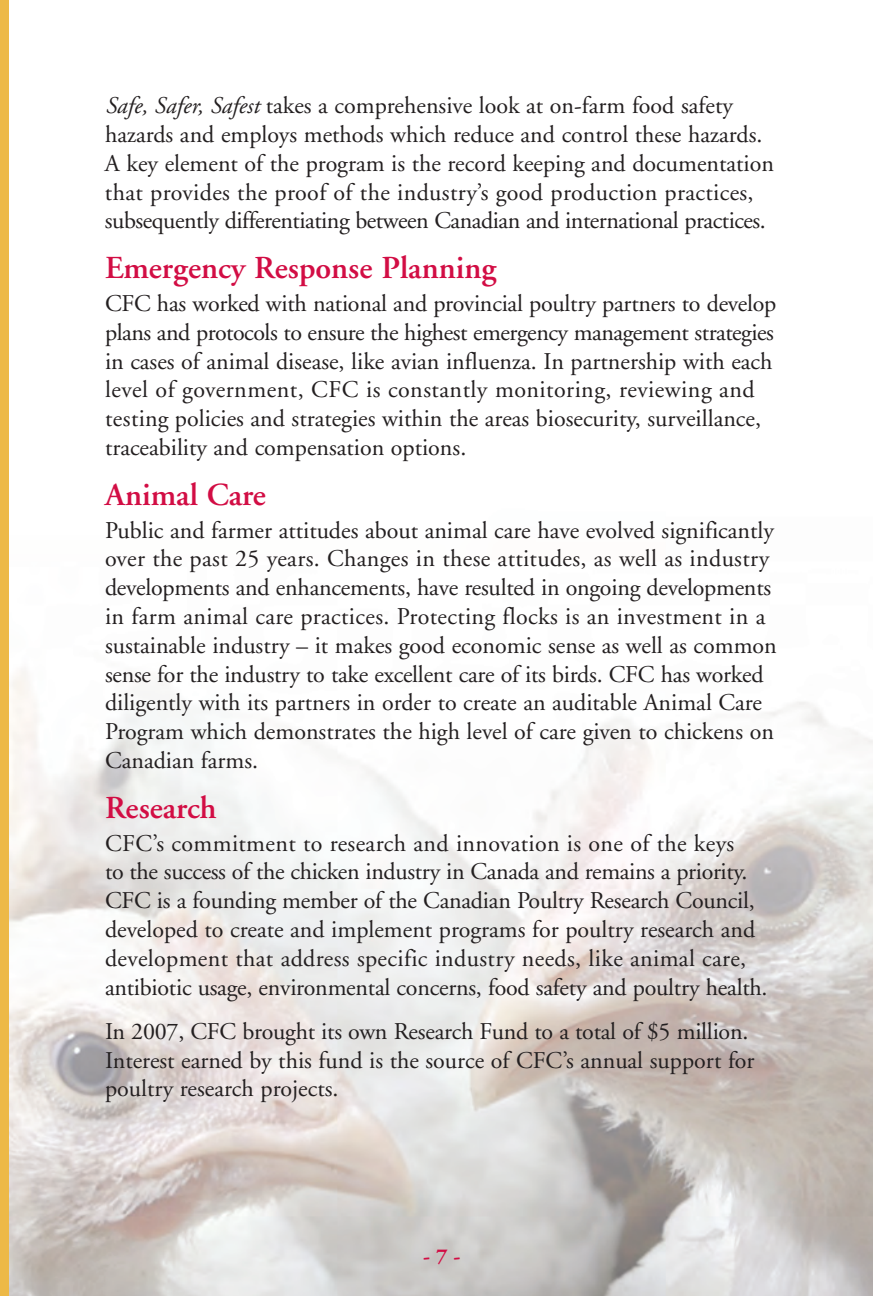 Safe, Safer, Safest takes a comprehensive look at on-farm food safety
hazards and employs methods which reduce and control these hazards.
A key element of the program is the record keeping and documentation
that provides the proof of the industry’s good production practices,
subsequently differentiating between Canadian and international practices.
Emergency Response Planning
CFC has worked with national and provincial poultry partners to develop
plans and protocols to ensure the highest emergency management strategies
in cases of animal disease, like avian influenza. In partnership with each
level of government, CFC is constantly monitoring, reviewing and
testing policies and strategies within the areas biosecurity, surveillance,
traceability and compensation options.
Animal Care
Public and farmer attitudes about animal care have evolved significantly
over the past 25 years. Changes in these attitudes, as well as industry
developments and enhancements, have resulted in ongoing developments
in farm animal care practices. Protecting flocks is an investment in a
sustainable industry – it makes good economic sense as well as common
sense for the industry to take excellent care of its birds. CFC has worked
diligently with its partners in order to create an auditable Animal Care
Program which demonstrates the high level of care given to chickens on
Canadian farms.
Research
CFC’s commitment to research and innovation is one of the keys
to the success of the chicken industry in Canada and remains a priority.
CFC is a founding member of the Canadian Poultry Research Council,
developed to create and implement programs for poultry research and
development that address specific industry needs, like animal care,
antibiotic usage, environmental concerns, food safety and poultry health.
In 2007, CFC brought its own Research Fund to a total of $5 million.
Interest earned by this fund is the source of CFC’s annual support for
poultry research projects.
- 7 -